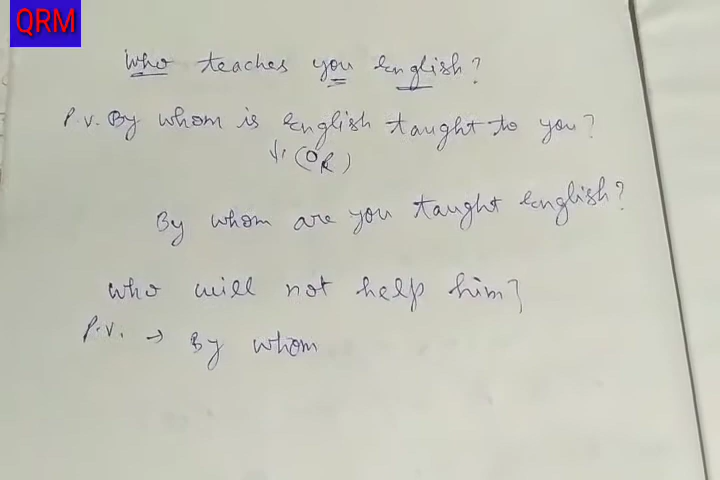 QRM
Who teaches you English?
P.V. By whom is English taught to you?
(OR)
By whom are you taught English?
Who will not help him?
P.V. → By whom